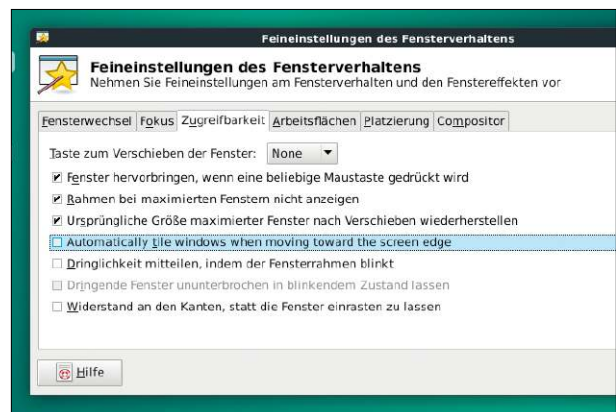 Feineinstellungen des Fensterverhaltens
Feineinstellungen des Fensterverhaltens
Nehmen Sie Feineinstellungen am Fensterverhalten und den Fenstereffekten vor
Fensterwechsel Fokus Zugreifbarkeit Arbeitsflächen Platzierung Compositor
Taste zum Verschieben der Fenster: None
Fenster hervorbringen, wenn eine beliebige Maustaste gedrückt wird
Rahmen bei maximierten Fenstern nicht anzeigen
Ursprüngliche Größe maximierter Fenster nach Verschieben wiederherstellen
Automatically tile windows when moving toward the screen edge
Dringlichkeit mitteilen, indem der Fensterrahmen blinkt
Dringende Fenster ununterbrochen in blinkendem Zustand lassen
Widerstand an den Kanten, statt die Fenster einrasten zu lassen
Hilfe